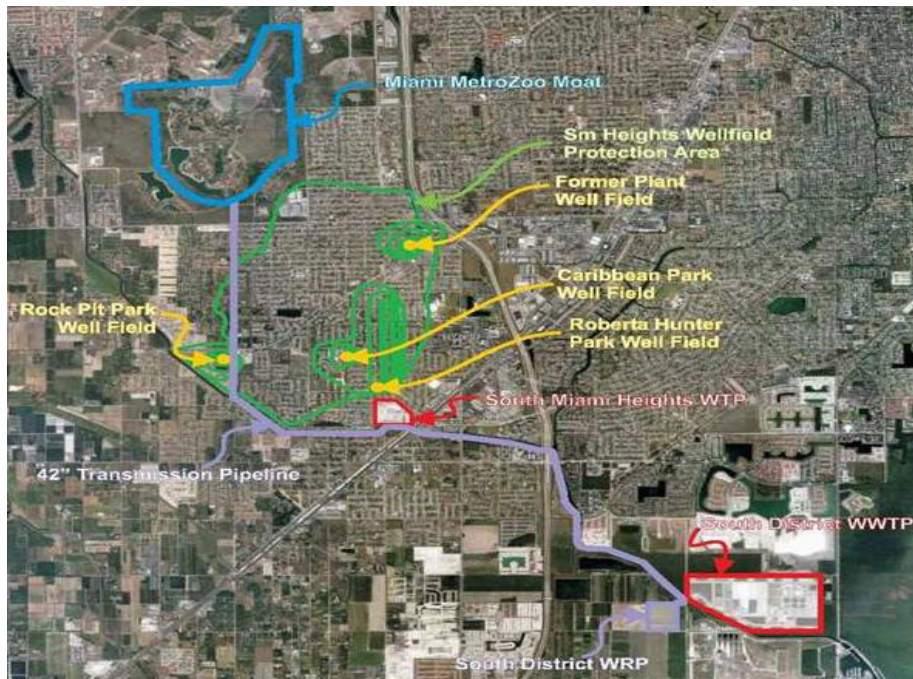 Miami MetroZoo Moat
Sm Heights Wellfield
Protection Area
Former Plant
Well Field
Caribbean Park
Well Field
Rock Pit Park
Well Field
Roberta Hunter
Park Well Field
South Miami Heights WTP
42" Transmission Pipeline
South District WWTP
South District WRP